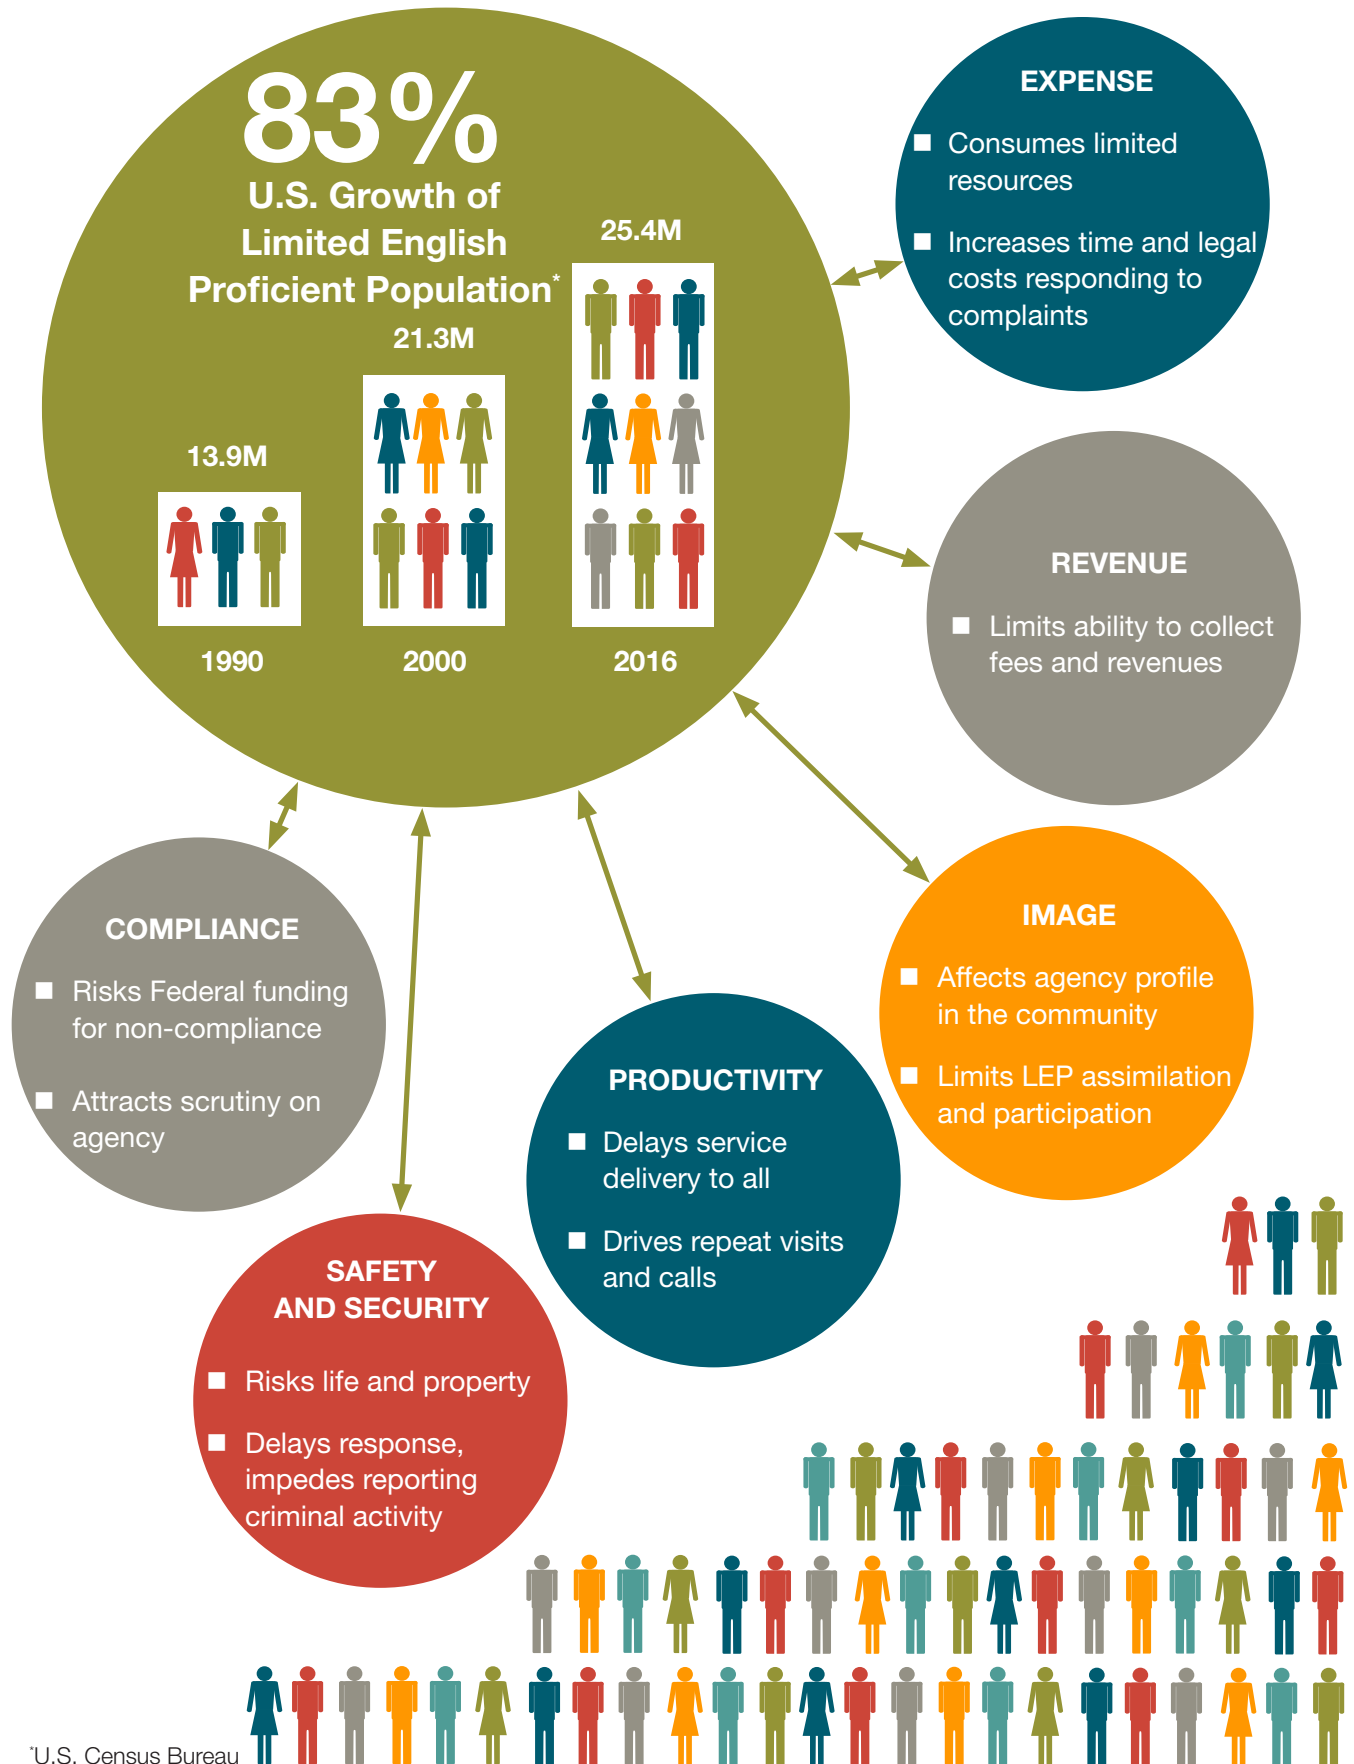 83%
U.S. Growth of
Limited English
Proficient Population*
13.9M
21.3M
25.4M
1990
2000
2016
EXPENSE
■ Consumes limited
resources
■ Increases time and legal
costs responding to
complaints
REVENUE
■ Limits ability to collect
fees and revenues
IMAGE
■ Affects agency profile
in the community
■ Limits LEP assimilation
and participation
COMPLIANCE
■ Risks Federal funding
for non-compliance
■ Attracts scrutiny on
agency
PRODUCTIVITY
■ Delays service
delivery to all
■ Drives repeat visits
and calls
SAFETY
AND SECURITY
■ Risks life and property
■ Delays response,
impedes reporting
criminal activity
*U.S. Census Bureau